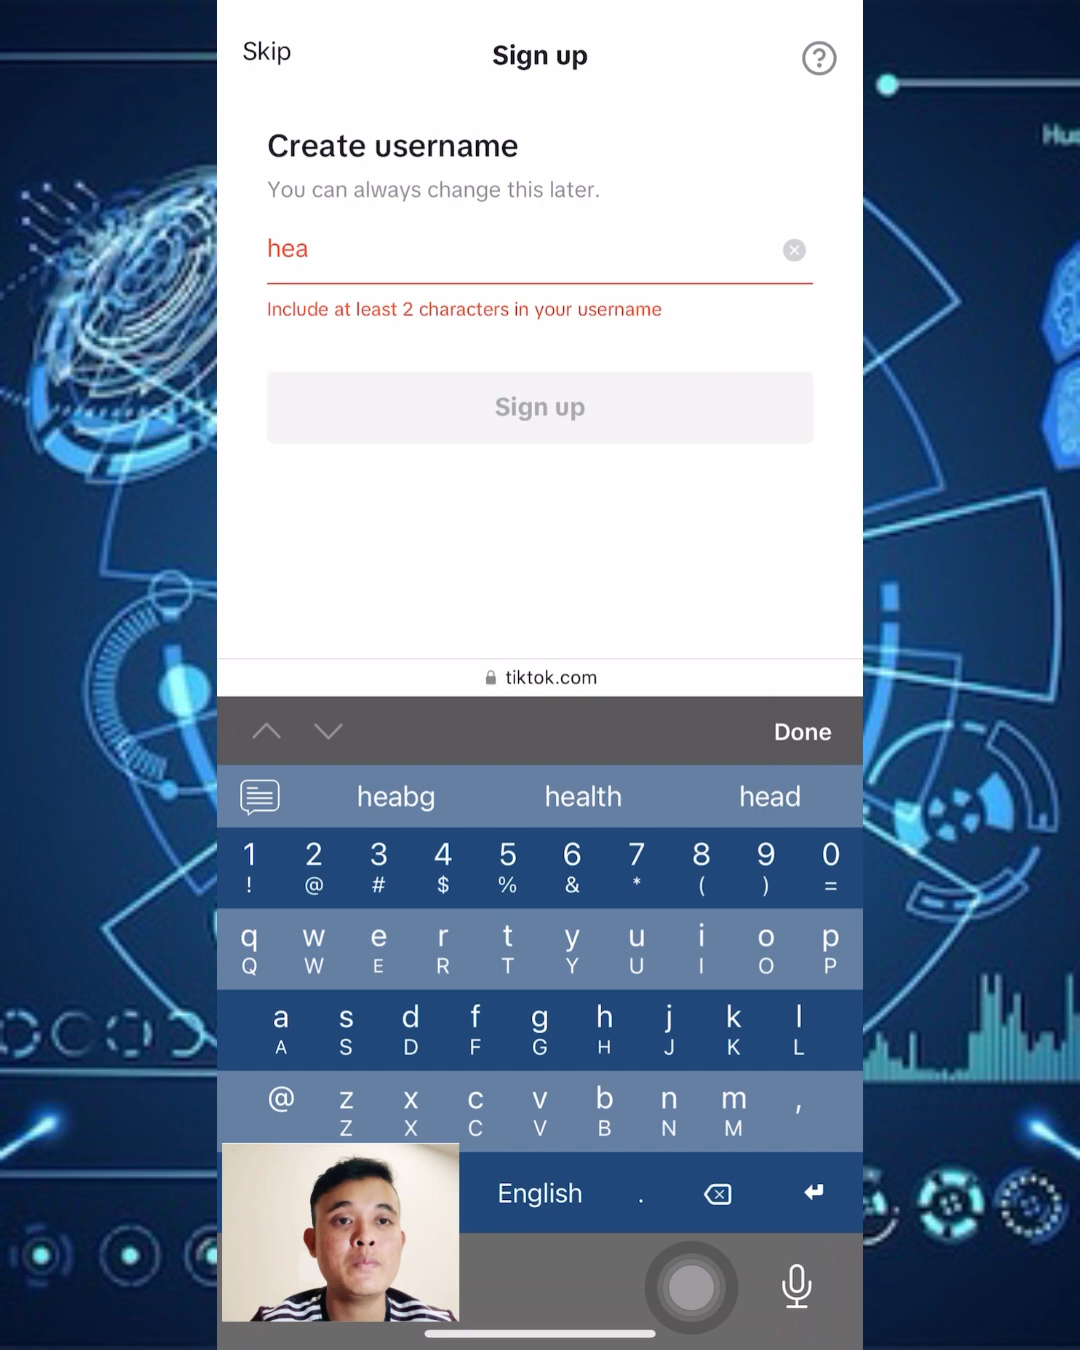 Skip
Sign up
Create username
You can always change this later.
hea
Include at least 2 characters in your username
Sign up
tiktok.com
Done
heabg health head
1 2 3 4 5 6 7 8 9 0
! @ # $ % & * ( ) =
q w e r t y u i o p
Q W E R T Y U I O P
a s d f g h j k l
A S D F G H J K L
@ z x c v b n m ,
Z X C V B N M
English .